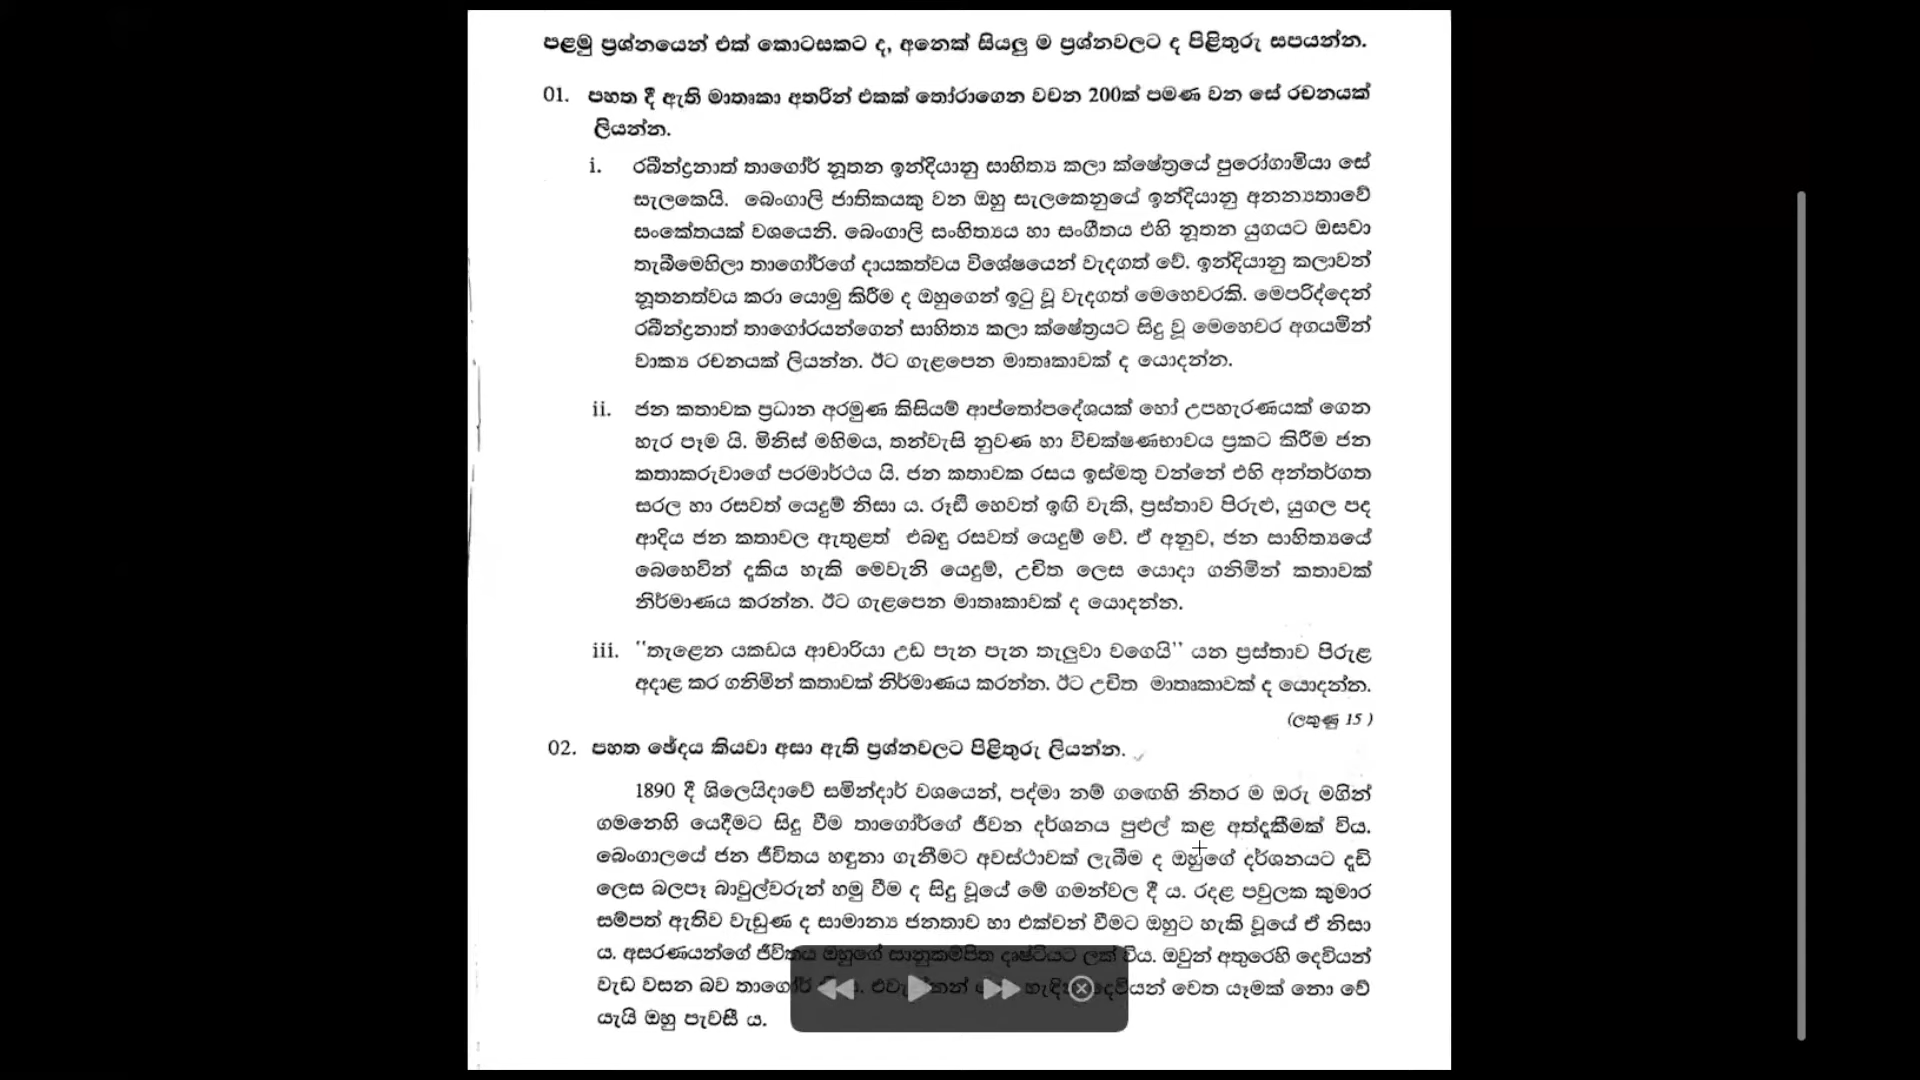 පළමු ප්‍රශ්නයෙන් එක් කොටසකට ද, අනෙක් සියලු ම ප්‍රශ්නවලට ද පිළිතුරු සපයන්න.
01. පහත දී ඇති මාතෘකා අතරින් එකක් තෝරාගෙන වචන 200ක් පමණ වන සේ රචනයක්
ලියන්න.
i. රබීන්ද්‍රනාත් තාගෝර් නූතන ඉන්දියානු සාහිත්‍ය කලා ක්ෂේත්‍රයේ පුරෝගාමියා සේ
සැලකෙයි. බෙංගාලි ජාතිකයකු වන ඔහු සැලකෙනුයේ ඉන්දියානු අනන්‍යතාවේ
සංකේතයක් වශයෙනි. බෙංගාලි සංහිත්‍යය හා සංගීතය එහි නූතන යුගයට ඔසවා
තැබීමෙහිලා තාගෝර්ගේ දායකත්වය විශේෂයෙන් වැදගත් වේ. ඉන්දියානු කලාවන්
නූතනත්වය කරා යොමු කිරීම ද ඔහුගෙන් ඉටු වූ වැදගත් මෙහෙවරකි. මෙපරිද්දෙන්
රබීන්ද්‍රනාත් තාගෝරයන්ගෙන් සාහිත්‍ය කලා ක්ෂේත්‍රයට සිදු වූ මෙහෙවර අගයමින්
වාක්‍ය රචනයක් ලියන්න. ඊට ගැළපෙන මාතෘකාවක් ද යොදන්න.
ii. ජන කතාවක ප්‍රධාන අරමුණ කිසියම් ආප්තෝපදේශයක් හෝ උපහැරණයක් ගෙන
හැර පෑම යි. මිනිස් මහිමය, තන්වැසි නුවණ හා විචක්ෂණභාවය ප්‍රකට කිරීම ජන
කතාකරුවාගේ පරමාර්ථය යි. ජන කතාවක රසය ඉස්මතු වන්නේ එහි අන්තර්ගත
සරල හා රසවත් යෙදුම් නිසා ය. රූඪී හෙවත් ඉඟි වැකි, ප්‍රස්තාව පිරුළු, යුගල පද
ආදිය ජන කතාවල ඇතුළත් එබඳු රසවත් යෙදුම් වේ. ඒ අනුව, ජන සාහිත්‍යයේ
බෙහෙවින් දැකිය හැකි මෙවැනි යෙදුම්, උචිත ලෙස යොදා ගනිමින් කතාවක්
නිර්මාණය කරන්න. ඊට ගැළපෙන මාතෘකාවක් ද යොදන්න.
iii. "තැළෙන යකඩය ආචාරියා උඩ පැන පැන තැලුවා වගෙයි" යන ප්‍රස්තාව පිරුළ
අදාළ කර ගනිමින් කතාවක් නිර්මාණය කරන්න. ඊට උචිත මාතෘකාවක් ද යොදන්න.
(ලකුණු 15)
02. පහත ඡේදය කියවා අසා ඇති ප්‍රශ්නවලට පිළිතුරු ලියන්න.
1890 දී ශිලෙයිදාවේ සමින්දාර් වශයෙන්, පද්මා නම් ගඟෙහි නිතර ම ඔරු මගින්
ගමනෙහි යෙදීමට සිදු වීම තාගෝර්ගේ ජීවන දර්ශනය පුළුල් කළ අත්දැකීමක් විය.
බෙංගාලයේ ජන ජීවිතය හඳුනා ගැනීමට අවස්ථාවක් ලැබීම ද ඔහුගේ දර්ශනයට දැඩි
ලෙස බලපෑ බාවුල්වරුන් හමු වීම ද සිදු වූයේ මේ ගමන්වල දී ය. රදළ පවුලක කුමාර
සම්පත් ඇතිව වැඩුණ ද සාමාන්‍ය ජනතාව හා එක්වන් වීමට ඔහුට හැකි වූයේ ඒ නිසා
ය. අසරණයන්ගේ ජීවිතය ඔහුගේ සානුකම්පිත දෘෂ්ටියට ලක් විය. ඔවුන් අතුරෙහි දෙවියන්
වැඩ වසන බව තාගෝර් දෙවියන් වෙත යෑමක් නො වේ
යැයි ඔහු පැවසී ය.